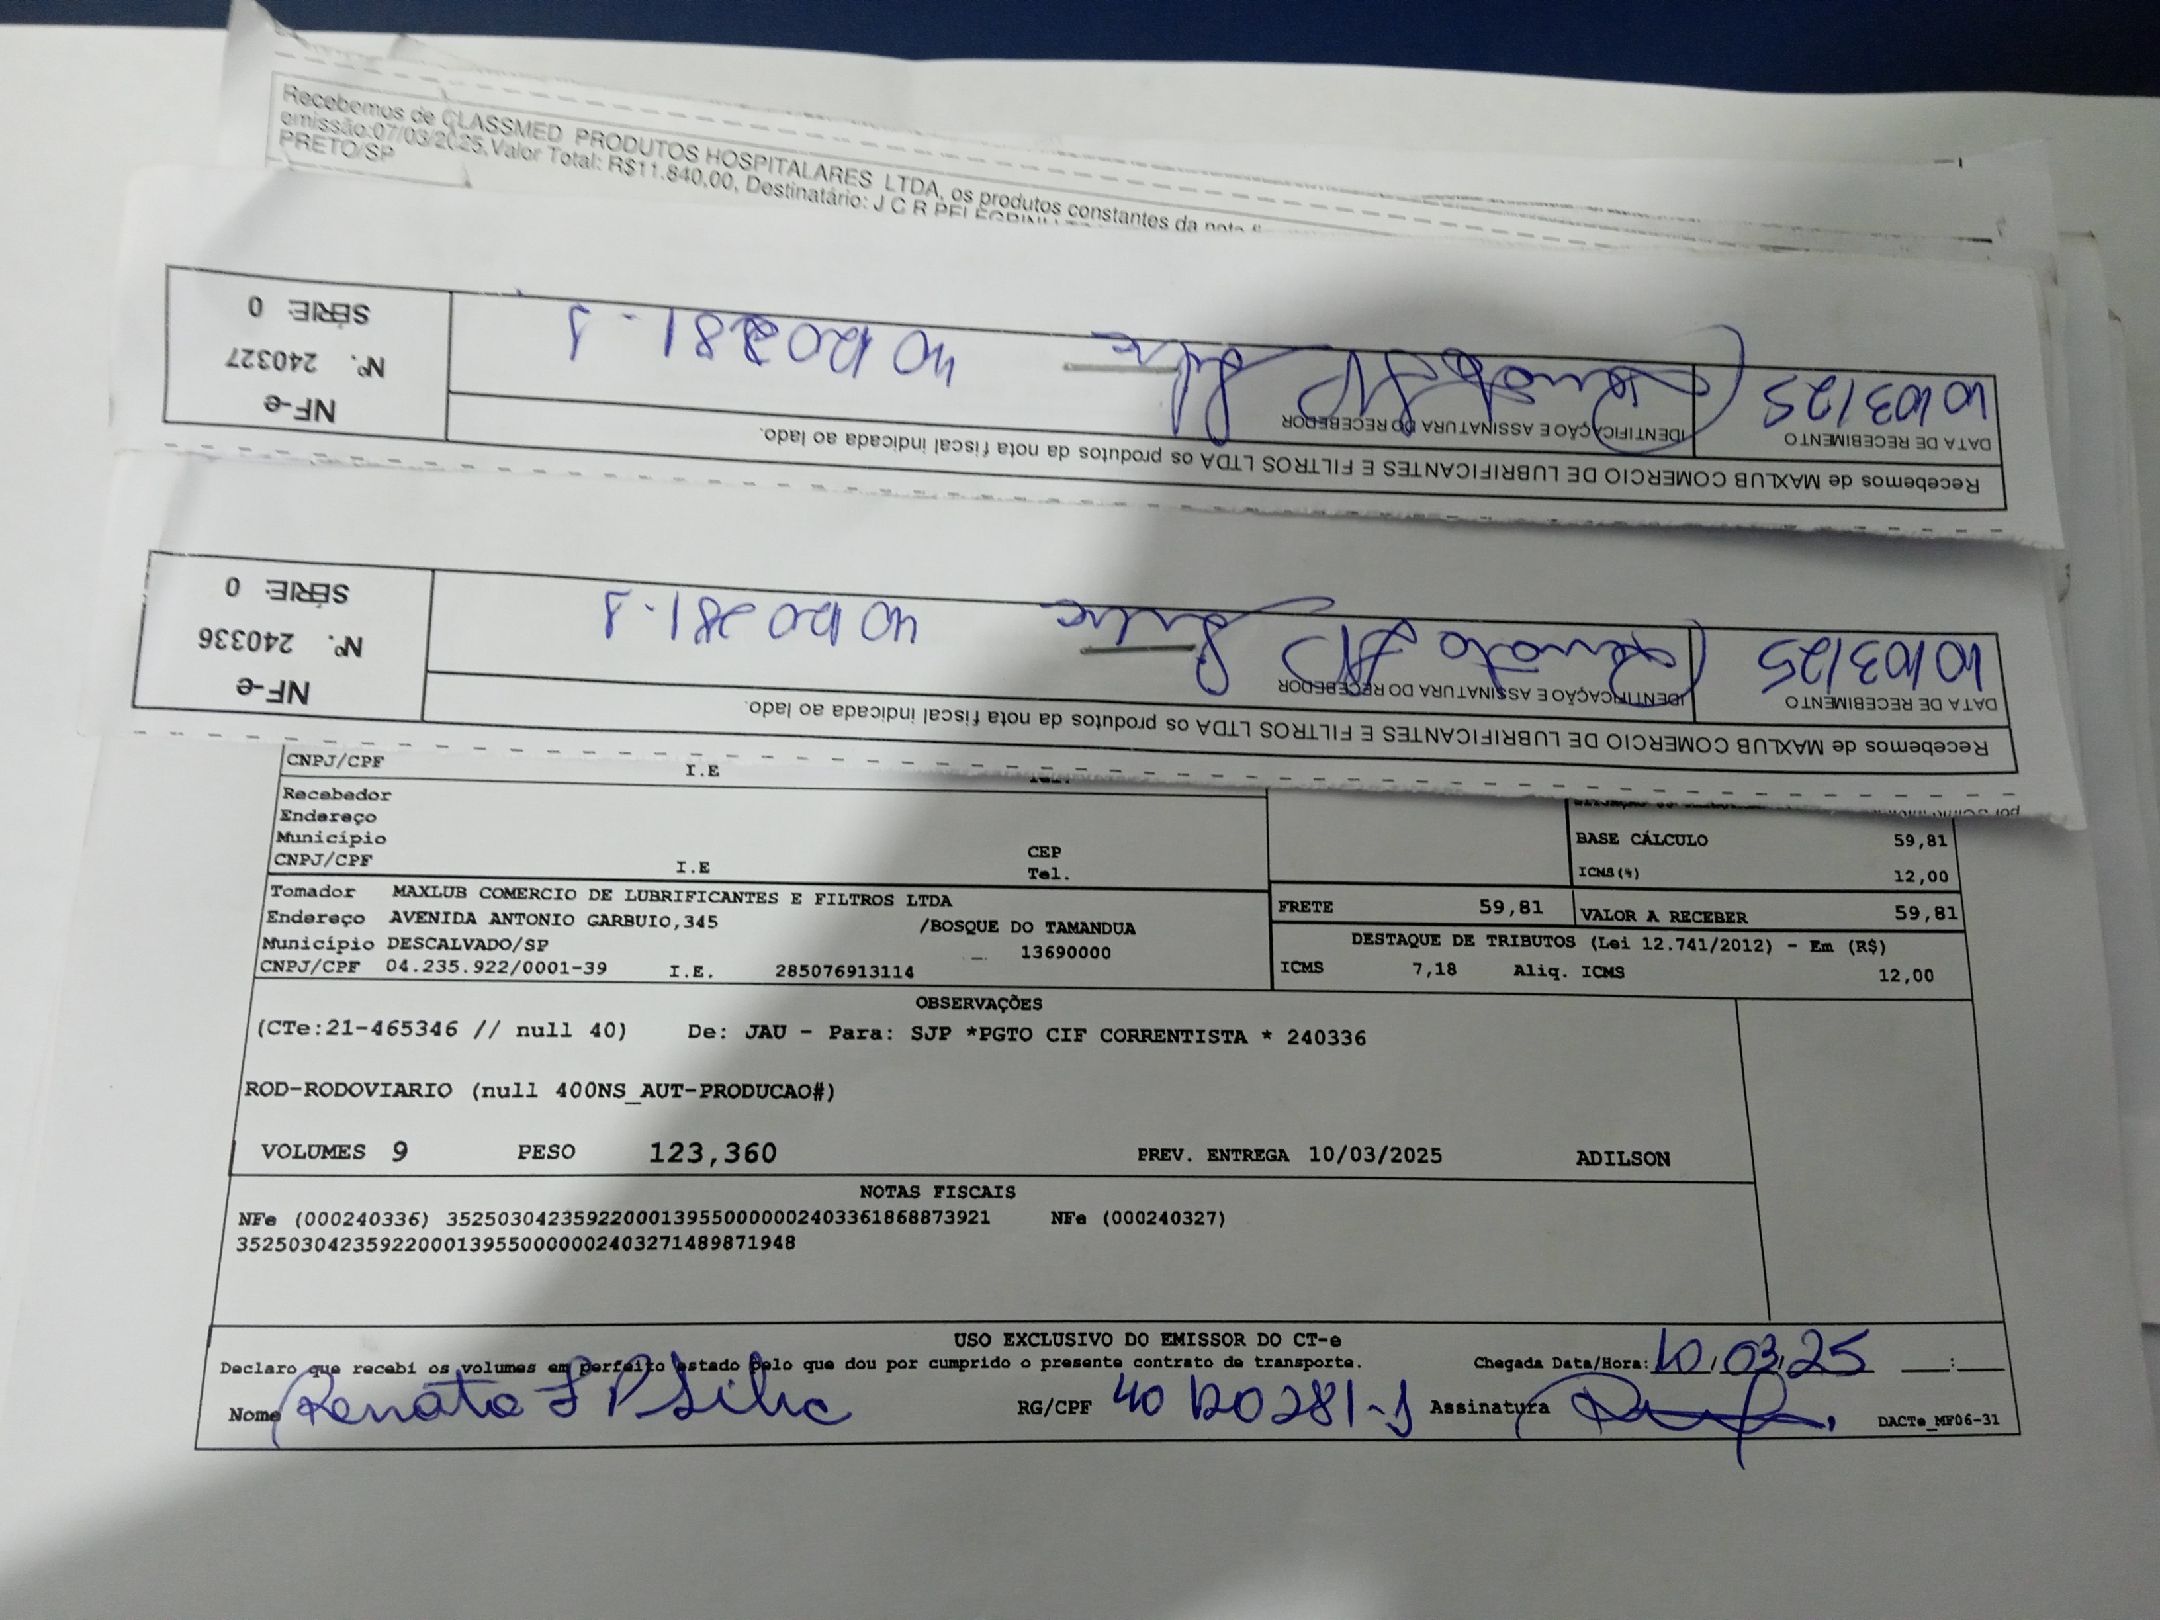 Recebemos de CLASSMED PRODUTOS HOSPITALARES LTDA, os produtos constantes da nota
emissão:07/03/2025,Valor Total: R$11.840,00, Destinatário: J C R PELEGRINI
PRETO/SP
Recebemos de MAXLUB COMERCIO DE LUBRIFICANTES E FILTROS LTDA os produtos da nota fiscal indicada ao lado.
DATA DE RECEBIMENTO
10/03/25
IDENTIFICAÇÃO E ASSINATURA DO RECEBEDOR
Renato Silva 40120281-J
NF-e
Nº. 240327
SÉRIE: 0
Recebemos de MAXLUB COMERCIO DE LUBRIFICANTES E FILTROS LTDA os produtos da nota fiscal indicada ao lado.
DATA DE RECEBIMENTO
10/03/25
IDENTIFICAÇÃO E ASSINATURA DO RECEBEDOR
Renato AP Silva 40120281-J
NF-e
Nº. 240336
SÉRIE: 0
CNPJ/CPF I.E
Recebedor
Endereço
Município CEP
CNPJ/CPF I.E Tel.
BASE CÁLCULO 59,81
ICMS(%) 12,00
Tomador MAXLUB COMERCIO DE LUBRIFICANTES E FILTROS LTDA
Endereço AVENIDA ANTONIO GARBUIO,345 /BOSQUE DO TAMANDUA
Município DESCALVADO/SP 13690000
CNPJ/CPF 04.235.922/0001-39 I.E. 285076913114
FRETE 59,81 VALOR A RECEBER 59,81
DESTAQUE DE TRIBUTOS (Lei 12.741/2012) - Em (R$)
ICMS 7,18 Aliq. ICMS 12,00
OBSERVAÇÕES
(CTe:21-465346 // null 40) De: JAU - Para: SJP *PGTO CIF CORRENTISTA * 240336
ROD-RODOVIARIO (null 400NS_AUT-PRODUCAO#)
VOLUMES 9 PESO 123,360 PREV. ENTREGA 10/03/2025 ADILSON
NOTAS FISCAIS
NFe (000240336) 35250304235922000139550000002403361868873921 NFe (000240327)
35250304235922000139550000002403271489871948
USO EXCLUSIVO DO EMISSOR DO CT-e
Declaro que recebi os volumes em perfeito estado pelo que dou por cumprido o presente contrato de transporte. Chegada Data/Hora: 10/03/25 __:__
Nome Renato AP Silva RG/CPF 40120281-J Assinatura DACTe_MF06-31